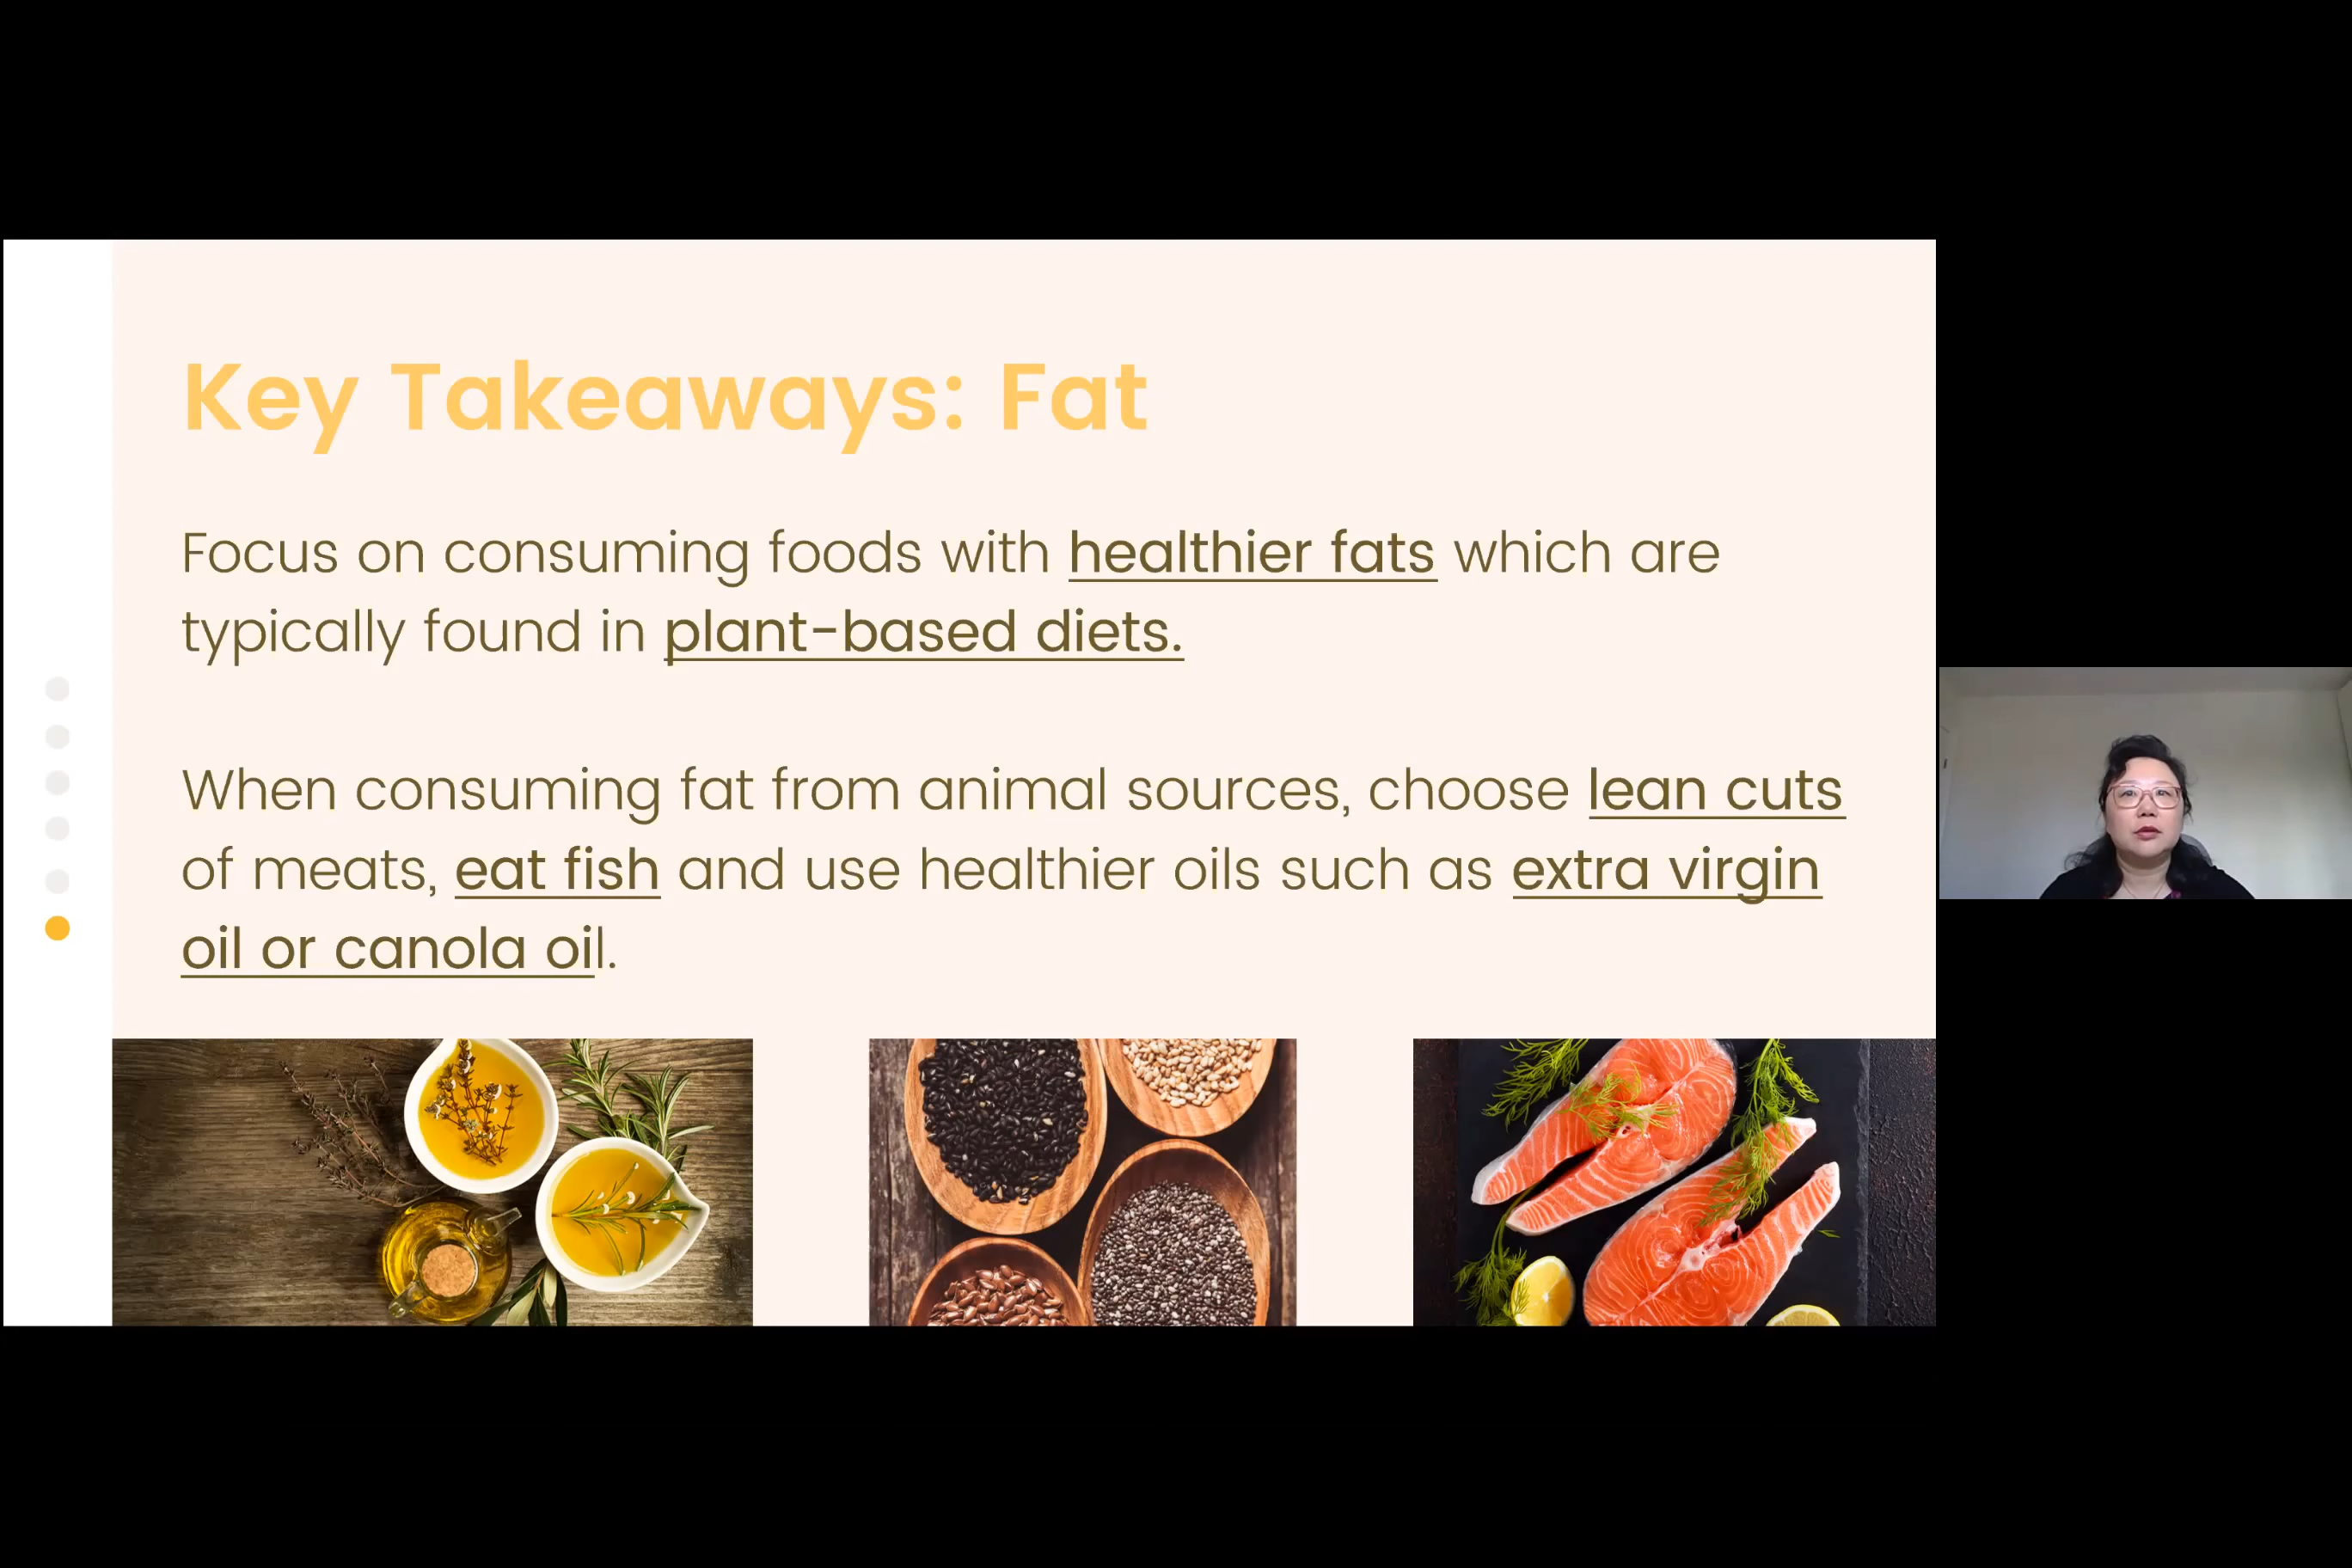 Key Takeaways: Fat
Focus on consuming foods with healthier fats which are
typically found in plant-based diets.
When consuming fat from animal sources, choose lean cuts
of meats, eat fish and use healthier oils such as extra virgin
oil or canola oil.